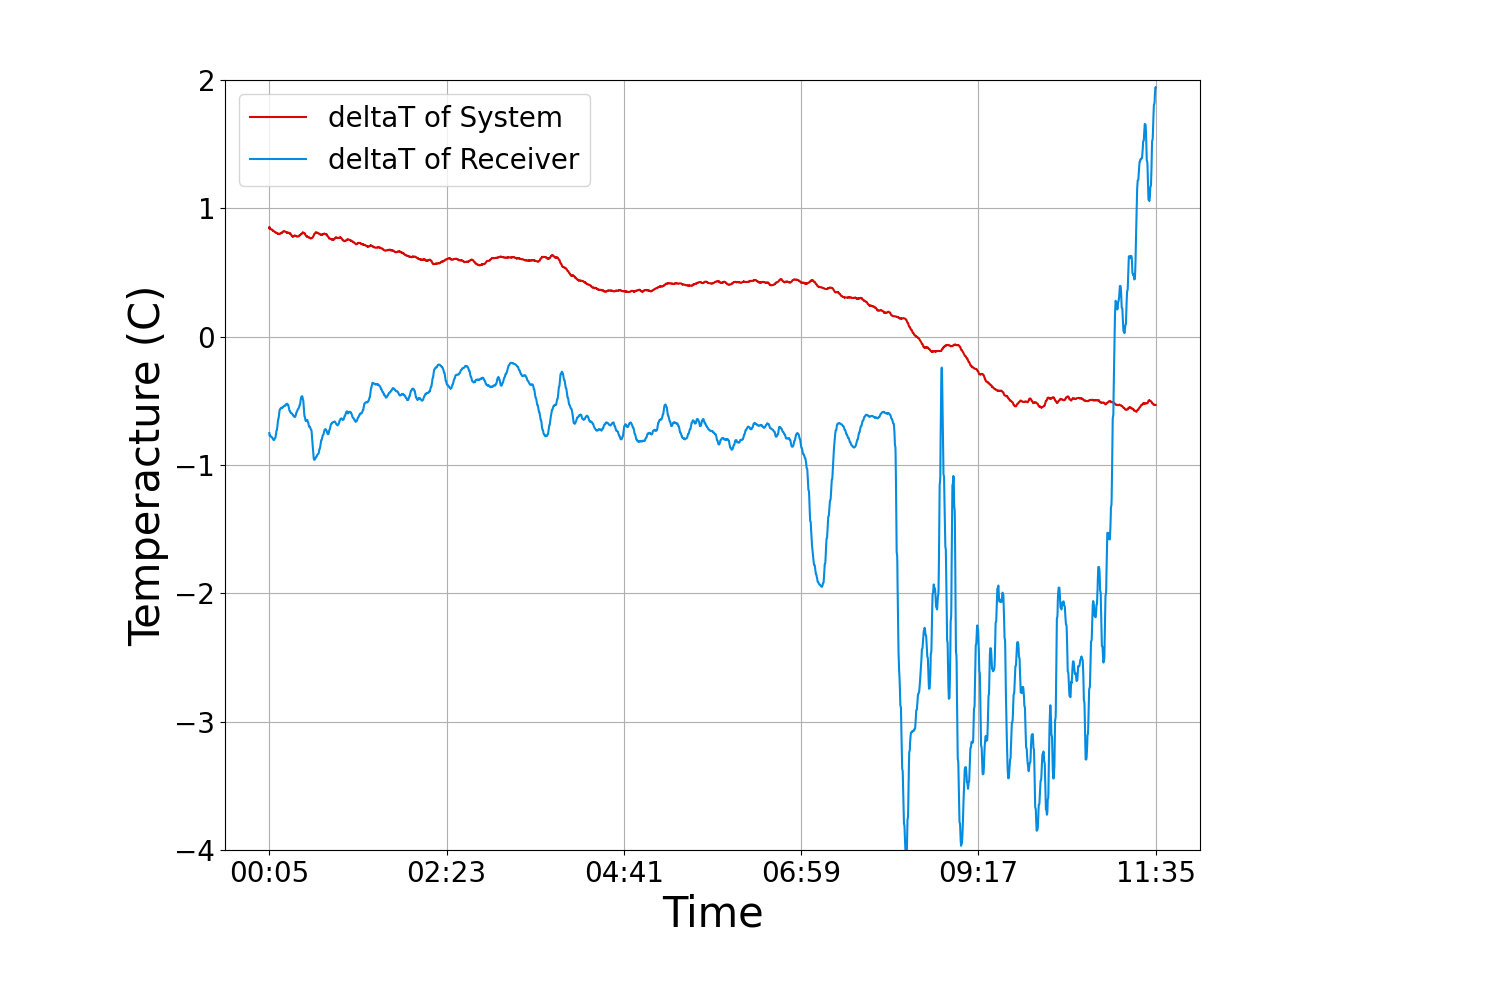 2
1
0
−1
−2
−3
−4
Temperacture (C)
deltaT of System
deltaT of Receiver
00:05 02:23 04:41 06:59 09:17 11:35
Time